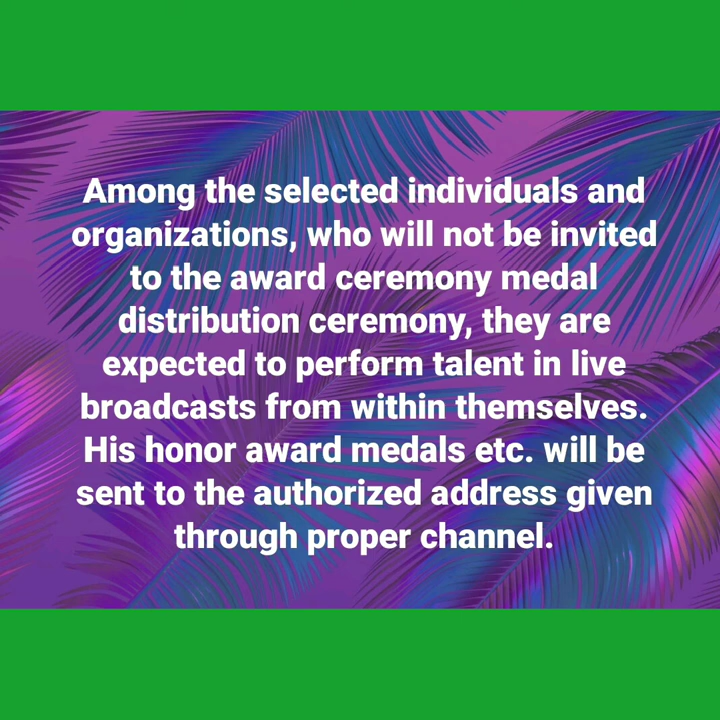 Among the selected individuals and
organizations, who will not be invited
to the award ceremony medal
distribution ceremony, they are
expected to perform talent in live
broadcasts from within themselves.
His honor award medals etc. will be
sent to the authorized address given
through proper channel.